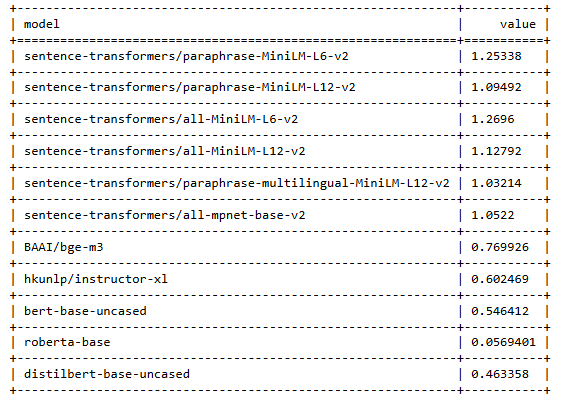 model value
sentence-transformers/paraphrase-MiniLM-L6-v2 1.25338
sentence-transformers/paraphrase-MiniLM-L12-v2 1.09492
sentence-transformers/all-MiniLM-L6-v2 1.2696
sentence-transformers/all-MiniLM-L12-v2 1.12792
sentence-transformers/paraphrase-multilingual-MiniLM-L12-v2 1.03214
sentence-transformers/all-mpnet-base-v2 1.0522
BAAI/bge-m3 0.769926
hkunlp/instructor-xl 0.602469
bert-base-uncased 0.546412
roberta-base 0.0569401
distilbert-base-uncased 0.463358